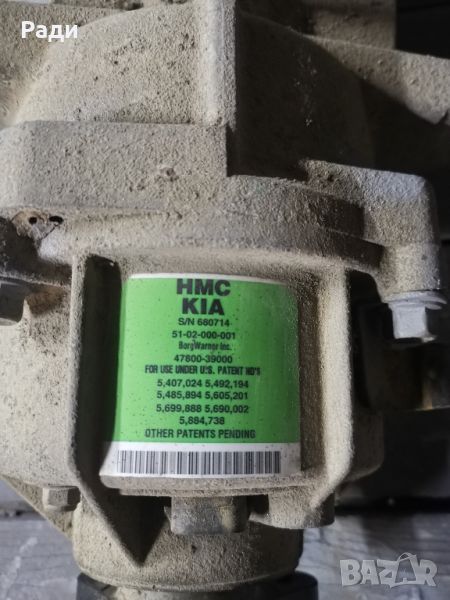 Ради
HMC
KIA
S/N 680714
51-02-000-001
BorgWarner Inc.
47800-39000
FOR USE UNDER U.S. PATENT NO'S
5,407,024 5,492,194
5,485,894 5,605,201
5,699,888 5,690,002
5,884,738
OTHER PATENTS PENDING
BAZAR